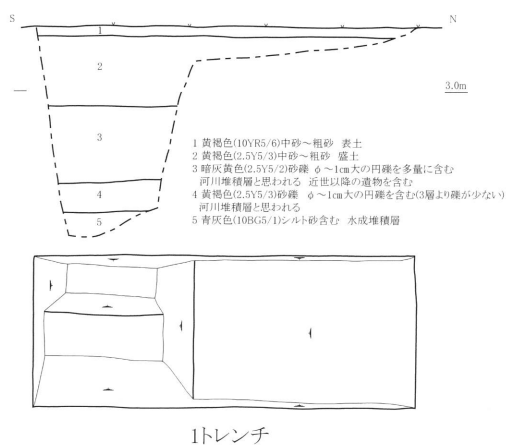 S
N
1
2
3.0m
3
1 黄褐色(10YR5/6)中砂～粗砂 表土
2 黄褐色(2.5Y5/3)中砂～粗砂 盛土
3 暗灰黄色(2.5Y5/2)砂礫 φ～1㎝大の円礫を多量に含む
河川堆積層と思われる 近世以降の遺物を含む
4 黄褐色(2.5Y5/3)砂礫 φ～1㎝大の円礫を含む(3層より礫が少ない)
河川堆積層と思われる
5 青灰色(10BG5/1)シルト砂含む 水成堆積層
4
5
1トレンチ